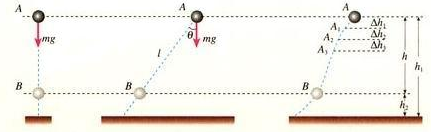 A
mg
B
A
θ
mg
l
B
A
A₁
A₂
A₃
Δh₁
Δh₂
Δh₃
B
h
h₁
h₂